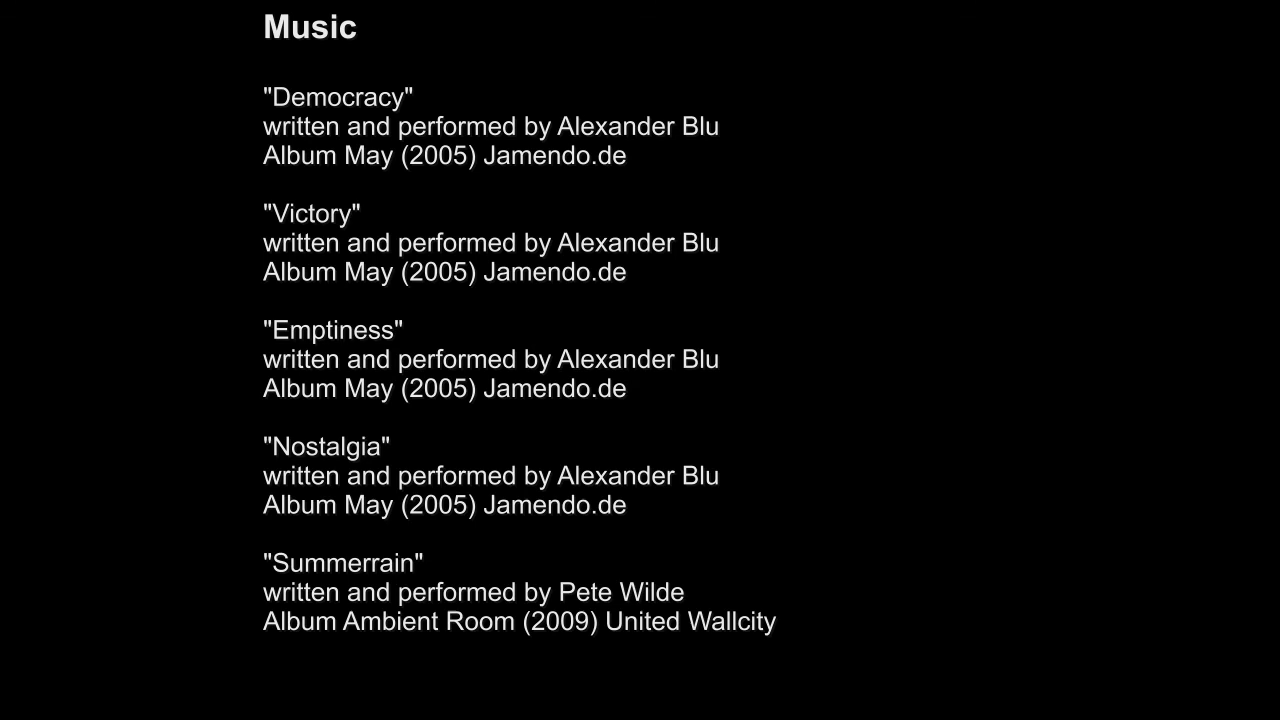 Music
"Democracy"
written and performed by Alexander Blu
Album May (2005) Jamendo.de
"Victory"
written and performed by Alexander Blu
Album May (2005) Jamendo.de
"Emptiness"
written and performed by Alexander Blu
Album May (2005) Jamendo.de
"Nostalgia"
written and performed by Alexander Blu
Album May (2005) Jamendo.de
"Summerrain"
written and performed by Pete Wilde
Album Ambient Room (2009) United Wallcity